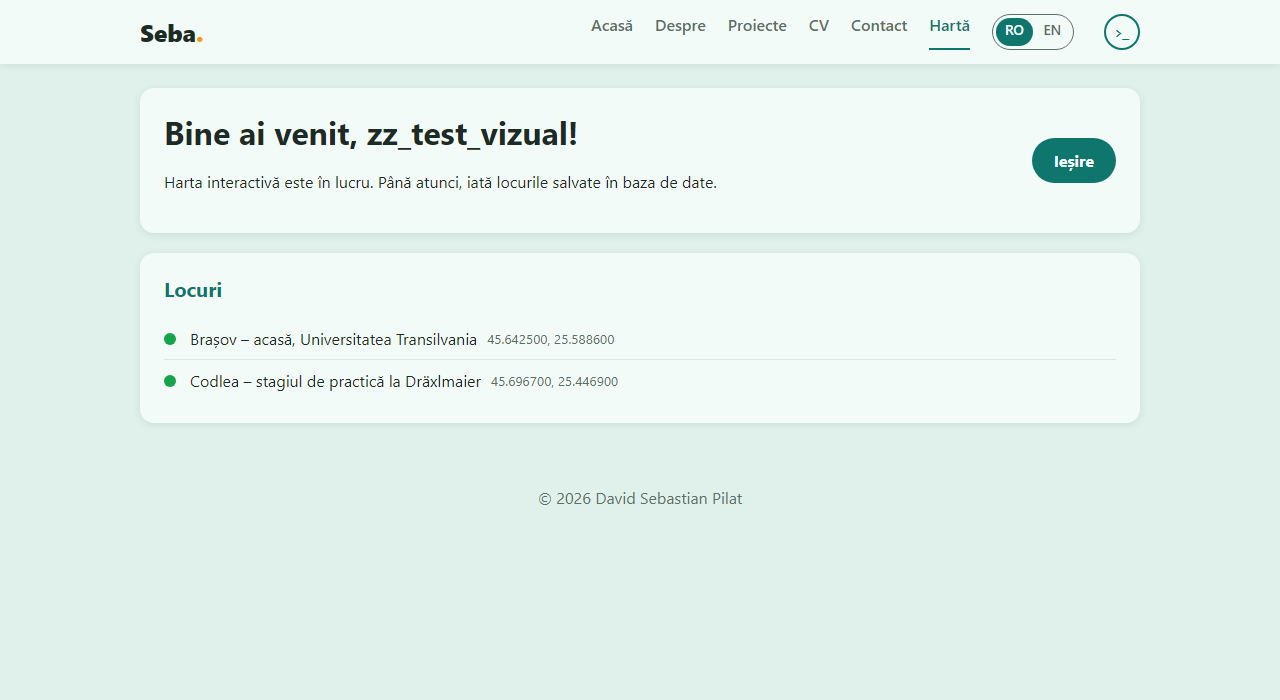 Seba.
Acasă Despre Proiecte CV Contact Hartă RO EN >_
Bine ai venit, zz_test_vizual!
Harta interactivă este în lucru. Până atunci, iată locurile salvate în baza de date.
Ieșire
Locuri
Brașov – acasă, Universitatea Transilvania 45.642500, 25.588600
Codlea – stagiul de practică la Dräxlmaier 45.696700, 25.446900
© 2026 David Sebastian Pilat